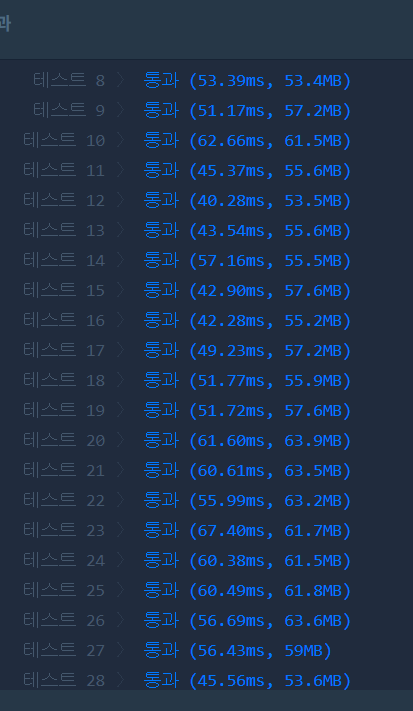 과
테스트 8 〉 통과 (53.39ms, 53.4MB)
테스트 9 〉 통과 (51.17ms, 57.2MB)
테스트 10 〉 통과 (62.66ms, 61.5MB)
테스트 11 〉 통과 (45.37ms, 55.6MB)
테스트 12 〉 통과 (40.28ms, 53.5MB)
테스트 13 〉 통과 (43.54ms, 55.6MB)
테스트 14 〉 통과 (57.16ms, 55.5MB)
테스트 15 〉 통과 (42.90ms, 57.6MB)
테스트 16 〉 통과 (42.28ms, 55.2MB)
테스트 17 〉 통과 (49.23ms, 57.2MB)
테스트 18 〉 통과 (51.77ms, 55.9MB)
테스트 19 〉 통과 (51.72ms, 57.6MB)
테스트 20 〉 통과 (61.60ms, 63.9MB)
테스트 21 〉 통과 (60.61ms, 63.5MB)
테스트 22 〉 통과 (55.99ms, 63.2MB)
테스트 23 〉 통과 (67.40ms, 61.7MB)
테스트 24 〉 통과 (60.38ms, 61.5MB)
테스트 25 〉 통과 (60.49ms, 61.8MB)
테스트 26 〉 통과 (56.69ms, 63.6MB)
테스트 27 〉 통과 (56.43ms, 59MB)
테스트 28 〉 통과 (45.56ms, 53.6MB)